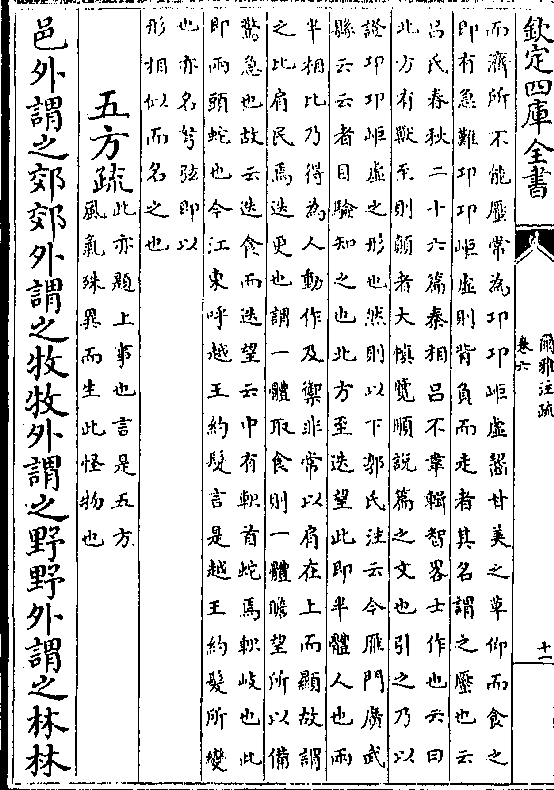 欽定四庫全書
爾雅注疏
卷六
十一
而濟所不能蟨常為邛邛岠虛齧甘美之草仰而食之
即有急難邛邛岠虛則背負而走者其名謂之蟨也云
呂氏春秋二十六篇秦相呂不韋輯智畧士作也云曰
北方有獸至則顛者大㮣覽順說篇之文也引之乃以
證邛邛岠虛之形也然則以下郭氏注云今雁門廣武
縣云云者目驗知之也北方至迭望此即半體人也兩
半相比乃得為人動作及禦非常以肩在上而顯故謂
之比肩民焉迭更也謂一體取食則一體瞻望所以備
驚急也故云迭食而迭望云中有軹首蛇焉軹岐也此
即兩頭蛇也今江東呼越王約髮言是越王約髮所變
也亦名弩弦即以
形相似而名之也
五方疏
此亦題上事也言是五方
風氣殊異而生此怪物也
邑外謂之郊郊外謂之牧牧外謂之野野外謂之林林